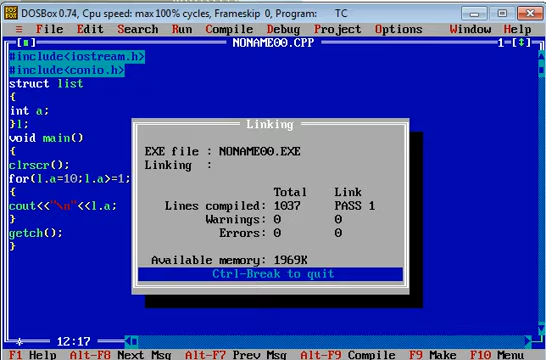 DOSBox 0.74, Cpu speed: max 100% cycles, Frameskip 0, Program: TC
≡ File Edit Search Run Compile Debug Project Options Window Help
[■] NONAME00.CPP 1=[↕]
#include<iostream.h>
#include<conio.h>
struct list
{
int a;
}l;
void main()
{
clrscr();
for(l.a=10;l.a>=1;
{
cout<<"\n"<<l.a;
}
getch();
}
Linking
EXE file : NONAME00.EXE
Linking :
Total Link
Lines compiled: 1037 PASS 1
Warnings: 0 0
Errors: 0 0
Available memory: 1969K
Ctrl-Break to quit
* 12:17
F1 Help Alt-F8 Next Msg Alt-F7 Prev Msg Alt-F9 Compile F9 Make F10 Menu